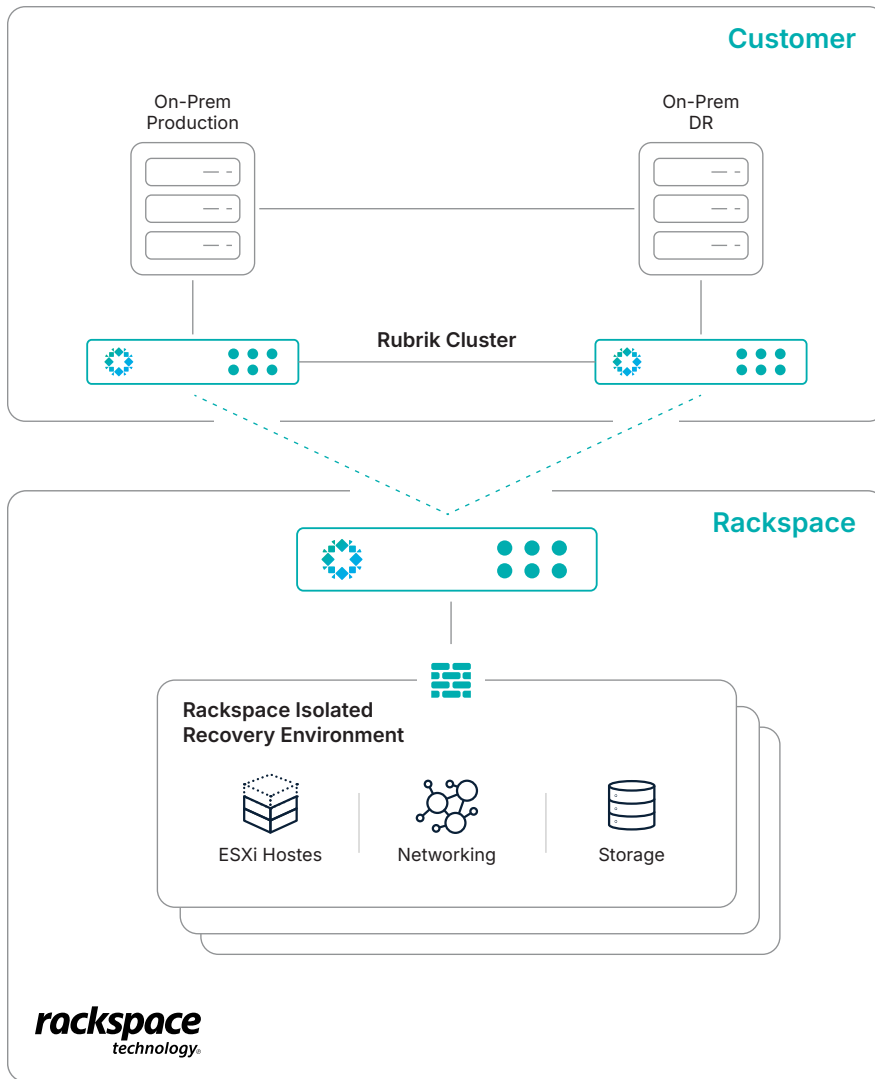 Customer
On-Prem
Production
On-Prem
DR
Rubrik Cluster
Rackspace
Rackspace Isolated
Recovery Environment
ESXi Hostes
Networking
Storage
rackspace
technology®